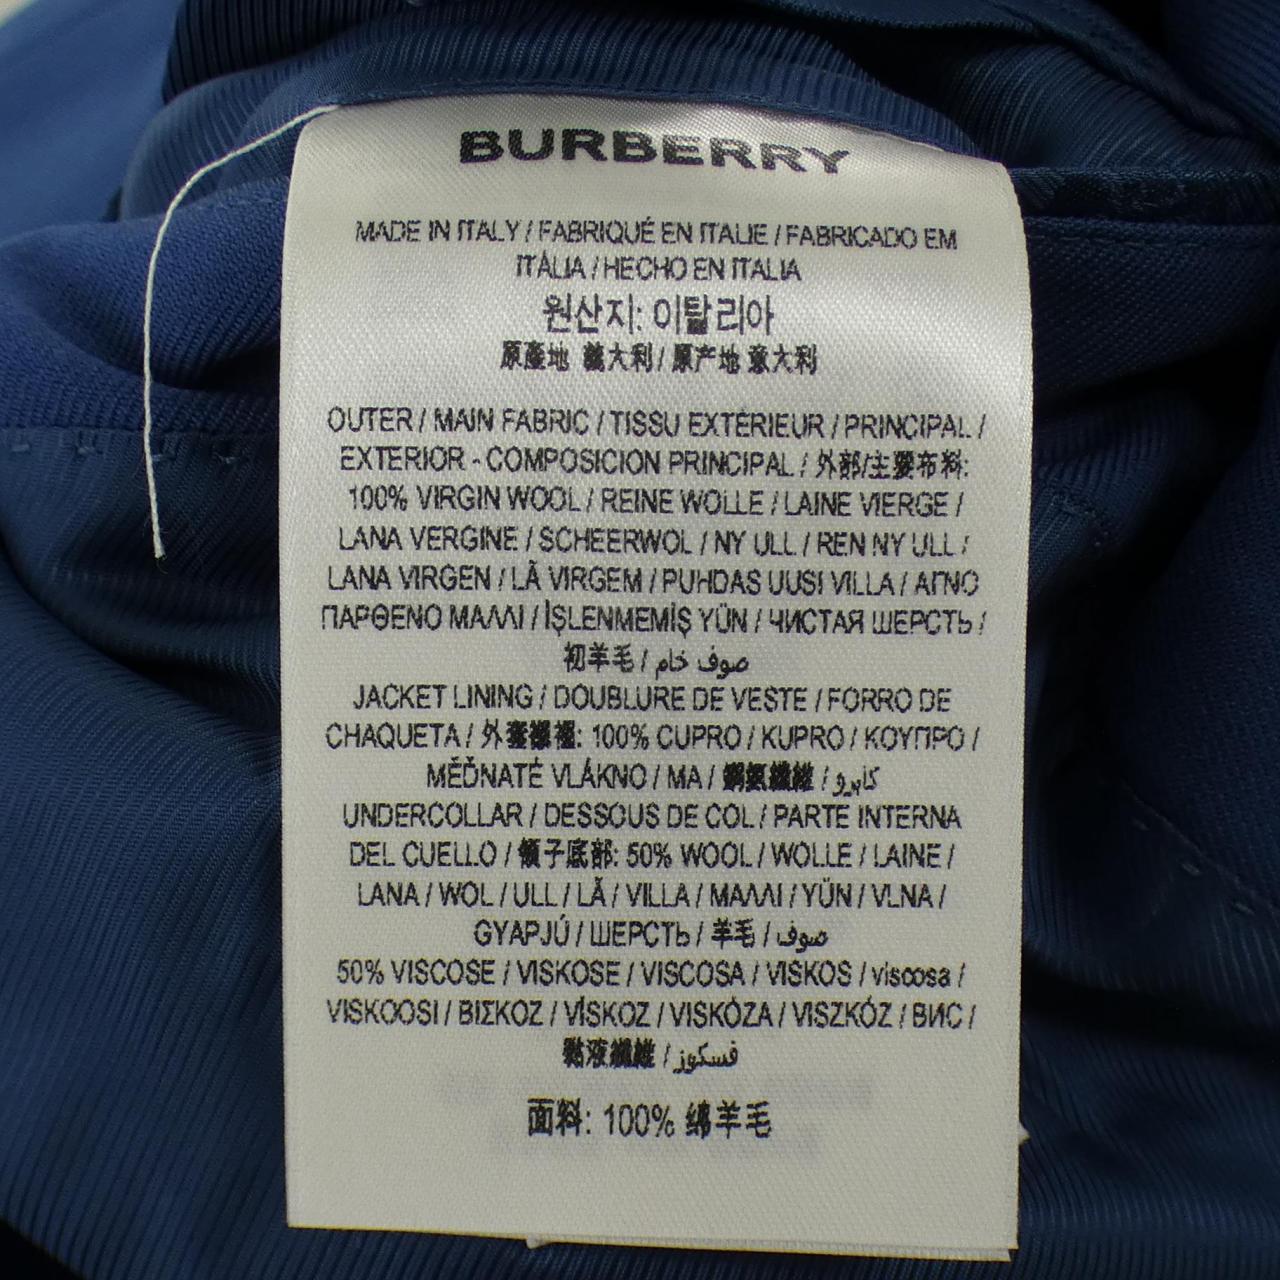 BURBERRY
MADE IN ITALY / FABRIQUÉ EN ITALIE / FABRICADO EM
ITÁLIA / HECHO EN ITALIA
원산지: 이탈리아
原產地 義大利 / 原产地 意大利
OUTER / MAIN FABRIC / TISSU EXTÉRIEUR / PRINCIPAL /
EXTERIOR - COMPOSICION PRINCIPAL / 外部/主要布料:
100% VIRGIN WOOL / REINE WOLLE / LAINE VIERGE /
LANA VERGINE / SCHEERWOL / NY ULL / REN NY ULL /
LANA VIRGEN / LÃ VIRGEM / PUHDAS UUSI VILLA / ΑΓΝΟ
ΠΑΡΘΕΝΟ ΜΑΛΛΙ / İŞLENMEMİŞ YÜN / ЧИСТАЯ ШЕРСТЬ /
初羊毛 / صوف خام
JACKET LINING / DOUBLURE DE VESTE / FORRO DE
CHAQUETA / 外套襯裡: 100% CUPRO / KUPRO / ΚΟΥΠΡΟ /
MĚĎNATÉ VLÁKNO / MA / 銅氨纖維 / كابرو
UNDERCOLLAR / DESSOUS DE COL / PARTE INTERNA
DEL CUELLO / 領子底部: 50% WOOL / WOLLE / LAINE /
LANA / WOL / ULL / LÃ / VILLA / ΜΑΛΛΙ / YÜN / VLNA /
GYAPJÚ / ШЕРСТЬ / 羊毛 / صوف
50% VISCOSE / VISKOSE / VISCOSA / VISKOS / viscosa /
VISKOOSI / ΒΙΣΚΟΖ / VİSKOZ / VISKÓZA / VISZKÓZ / ВИС /
黏液纖維 / فسكوز
面料: 100% 绵羊毛